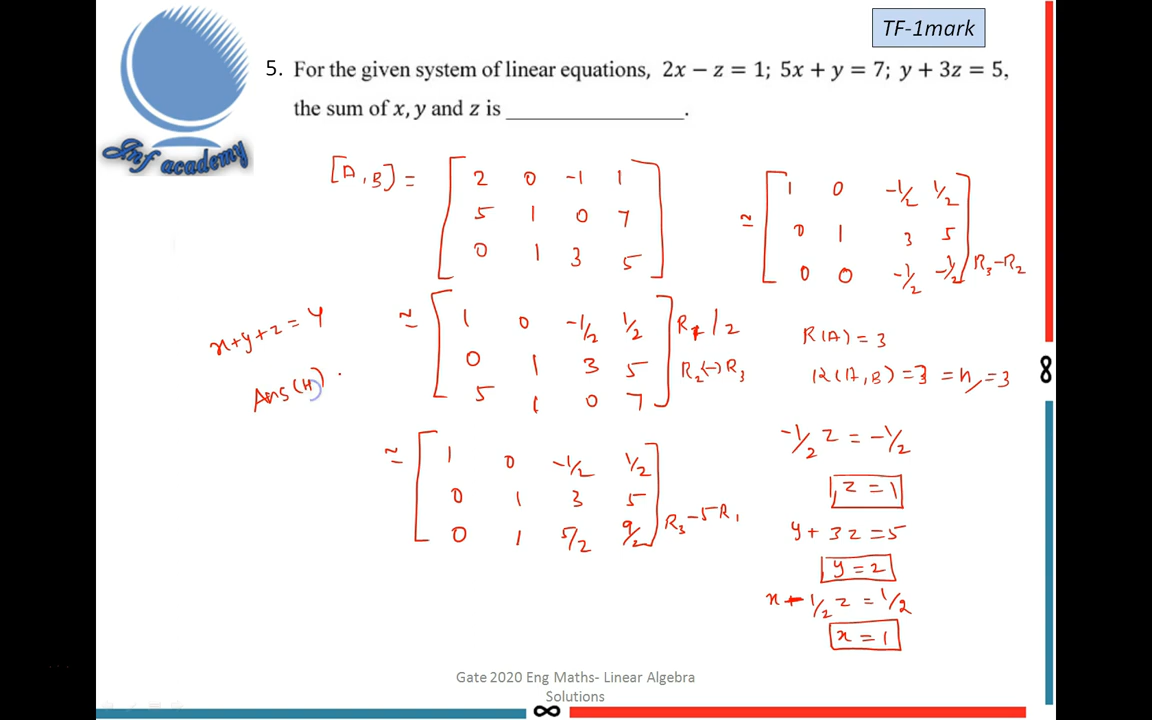 TF-1mark
5. For the given system of linear equations, 2x − z = 1; 5x + y = 7; y + 3z = 5,
the sum of x, y and z is ________________.
Inf academy
[A,B] =
2 0 -1 1
5 1 0 7
0 1 3 5
≃
1 0 -1/2 1/2 R1/2
0 1 3 5 R2↔R3
5 1 0 7
≃
1 0 -1/2 1/2
0 1 3 5
0 1 5/2 9/2 R3-5R1
x+y+z = 4
Ans(4)
≃
1 0 -1/2 1/2
0 1 3 5
0 0 -1/2 -1/2 R3-R2
R(A) = 3
R(A,B) = 3 = n = 3
-1/2 z = -1/2
z = 1
y + 3z = 5
y = 2
x - 1/2 z = 1/2
x = 1
8
Gate 2020 Eng Maths- Linear Algebra
Solutions
∞